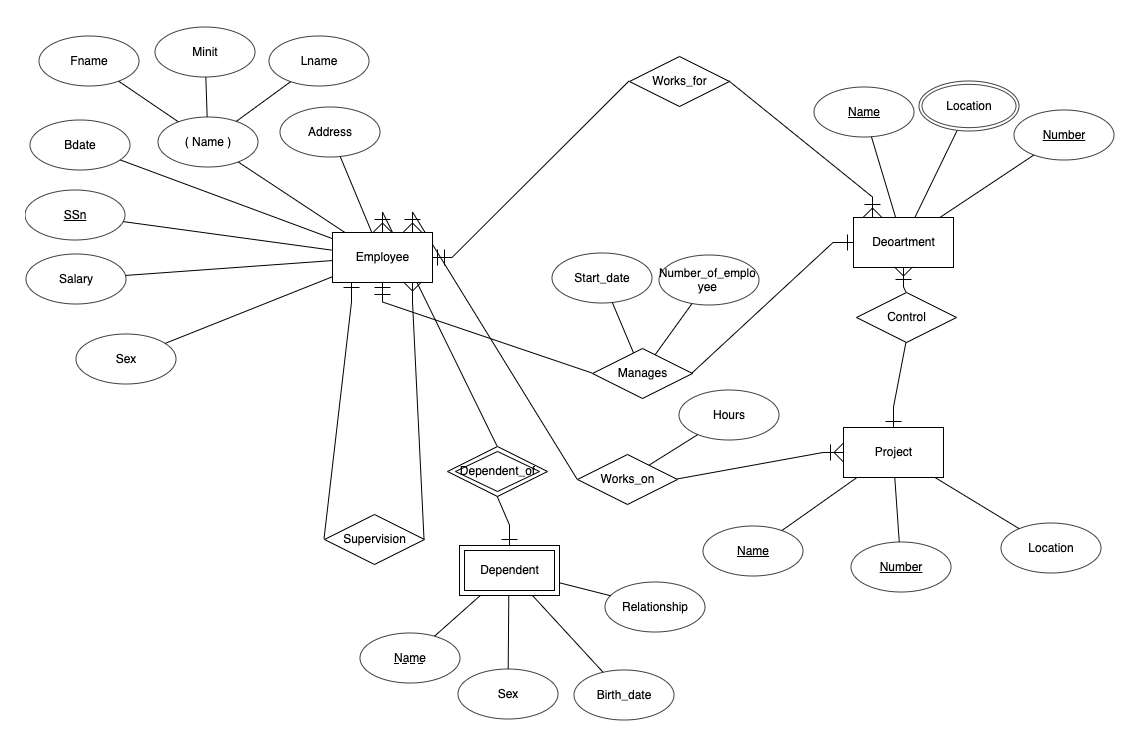 Fname
Minit
Lname
( Name )
Address
Bdate
SSn
Salary
Sex
Employee
Works_for
Name
Location
Number
Deoartment
Start_date
Number_of_emplo
yee
Manages
Control
Hours
Works_on
Project
Name
Number
Location
Dependent_of
Supervision
Dependent
Relationship
Name
Sex
Birth_date